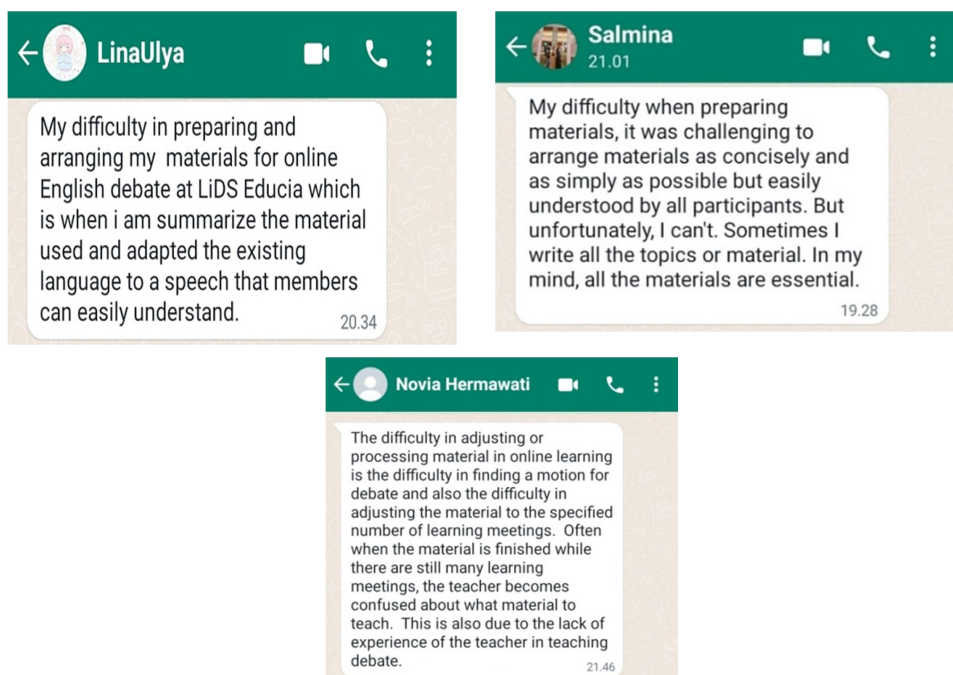 LinaUlya
My difficulty in preparing and
arranging my materials for online
English debate at LiDS Educia which
is when i am summarize the material
used and adapted the existing
language to a speech that members
can easily understand.
20.34
Salmina
21.01
My difficulty when preparing
materials, it was challenging to
arrange materials as concisely and
as simply as possible but easily
understood by all participants. But
unfortunately, I can't. Sometimes I
write all the topics or material. In my
mind, all the materials are essential.
19.28
Novia Hermawati
The difficulty in adjusting or
processing material in online learning
is the difficulty in finding a motion for
debate and also the difficulty in
adjusting the material to the specified
number of learning meetings. Often
when the material is finished while
there are still many learning
meetings, the teacher becomes
confused about what material to
teach. This is also due to the lack of
experience of the teacher in teaching
debate.
21.46